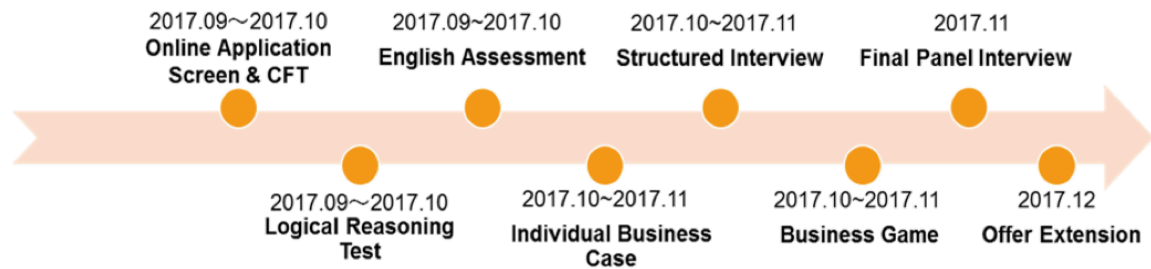 2017.09～2017.10
Online Application
Screen & CFT
2017.09~2017.10
English Assessment
2017.10~2017.11
Structured Interview
2017.11
Final Panel Interview
2017.09～2017.10
Logical Reasoning
Test
2017.10~2017.11
Individual Business
Case
2017.10~2017.11
Business Game
2017.12
Offer Extension